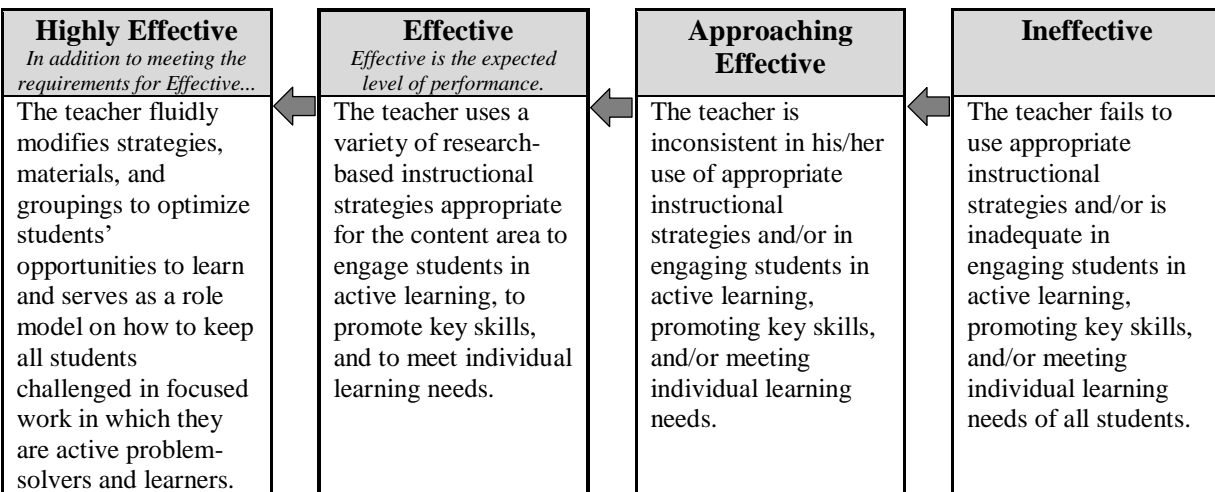 Highly Effective
In addition to meeting the
requirements for Effective...
The teacher fluidly
modifies strategies,
materials, and
groupings to optimize
students’
opportunities to learn
and serves as a role
model on how to keep
all students
challenged in focused
work in which they
are active problem-
solvers and learners.
Effective
Effective is the expected
level of performance.
The teacher uses a
variety of research-
based instructional
strategies appropriate
for the content area to
engage students in
active learning, to
promote key skills,
and to meet individual
learning needs.
Approaching
Effective
The teacher is
inconsistent in his/her
use of appropriate
instructional
strategies and/or in
engaging students in
active learning,
promoting key skills,
and/or meeting
individual learning
needs.
Ineffective
The teacher fails to
use appropriate
instructional
strategies and/or is
inadequate in
engaging students in
active learning,
promoting key skills,
and/or meeting
individual learning
needs of all students.